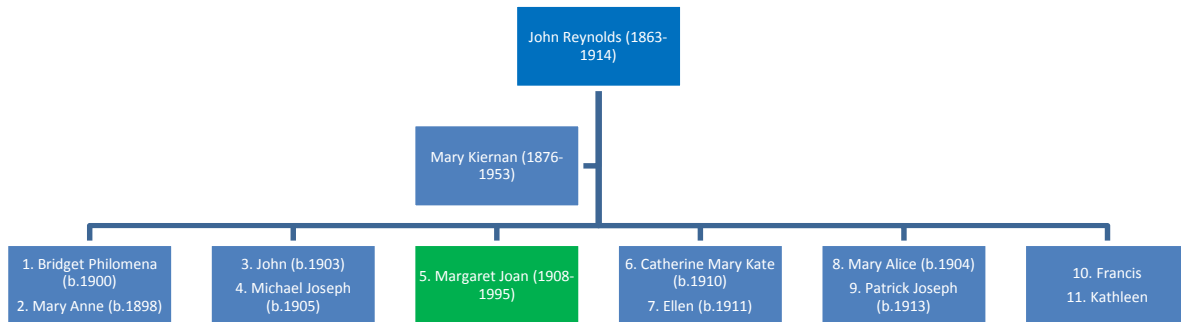 John Reynolds (1863-
1914)
Mary Kiernan (1876-
1953)
1. Bridget Philomena
(b.1900)
2. Mary Anne (b.1898)
3. John (b.1903)
4. Michael Joseph
(b.1905)
5. Margaret Joan (1908-
1995)
6. Catherine Mary Kate
(b.1910)
7. Ellen (b.1911)
8. Mary Alice (b.1904)
9. Patrick Joseph
(b.1913)
10. Francis
11. Kathleen